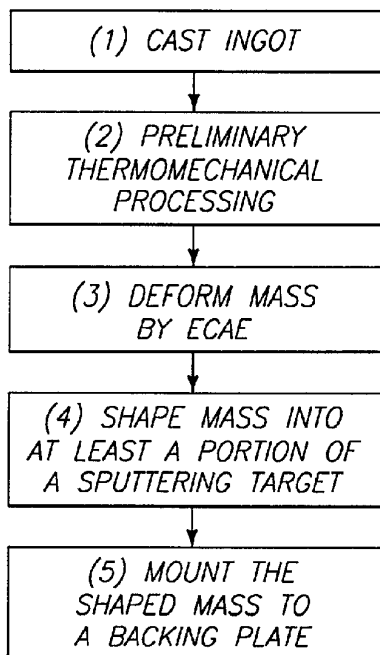 (1) CAST INGOT
(2) PRELIMINARY
THERMOMECHANICAL
PROCESSING
(3) DEFORM MASS
BY ECAE
(4) SHAPE MASS INTO
AT LEAST A PORTION OF
A SPUTTERING TARGET
(5) MOUNT THE
SHAPED MASS TO
A BACKING PLATE